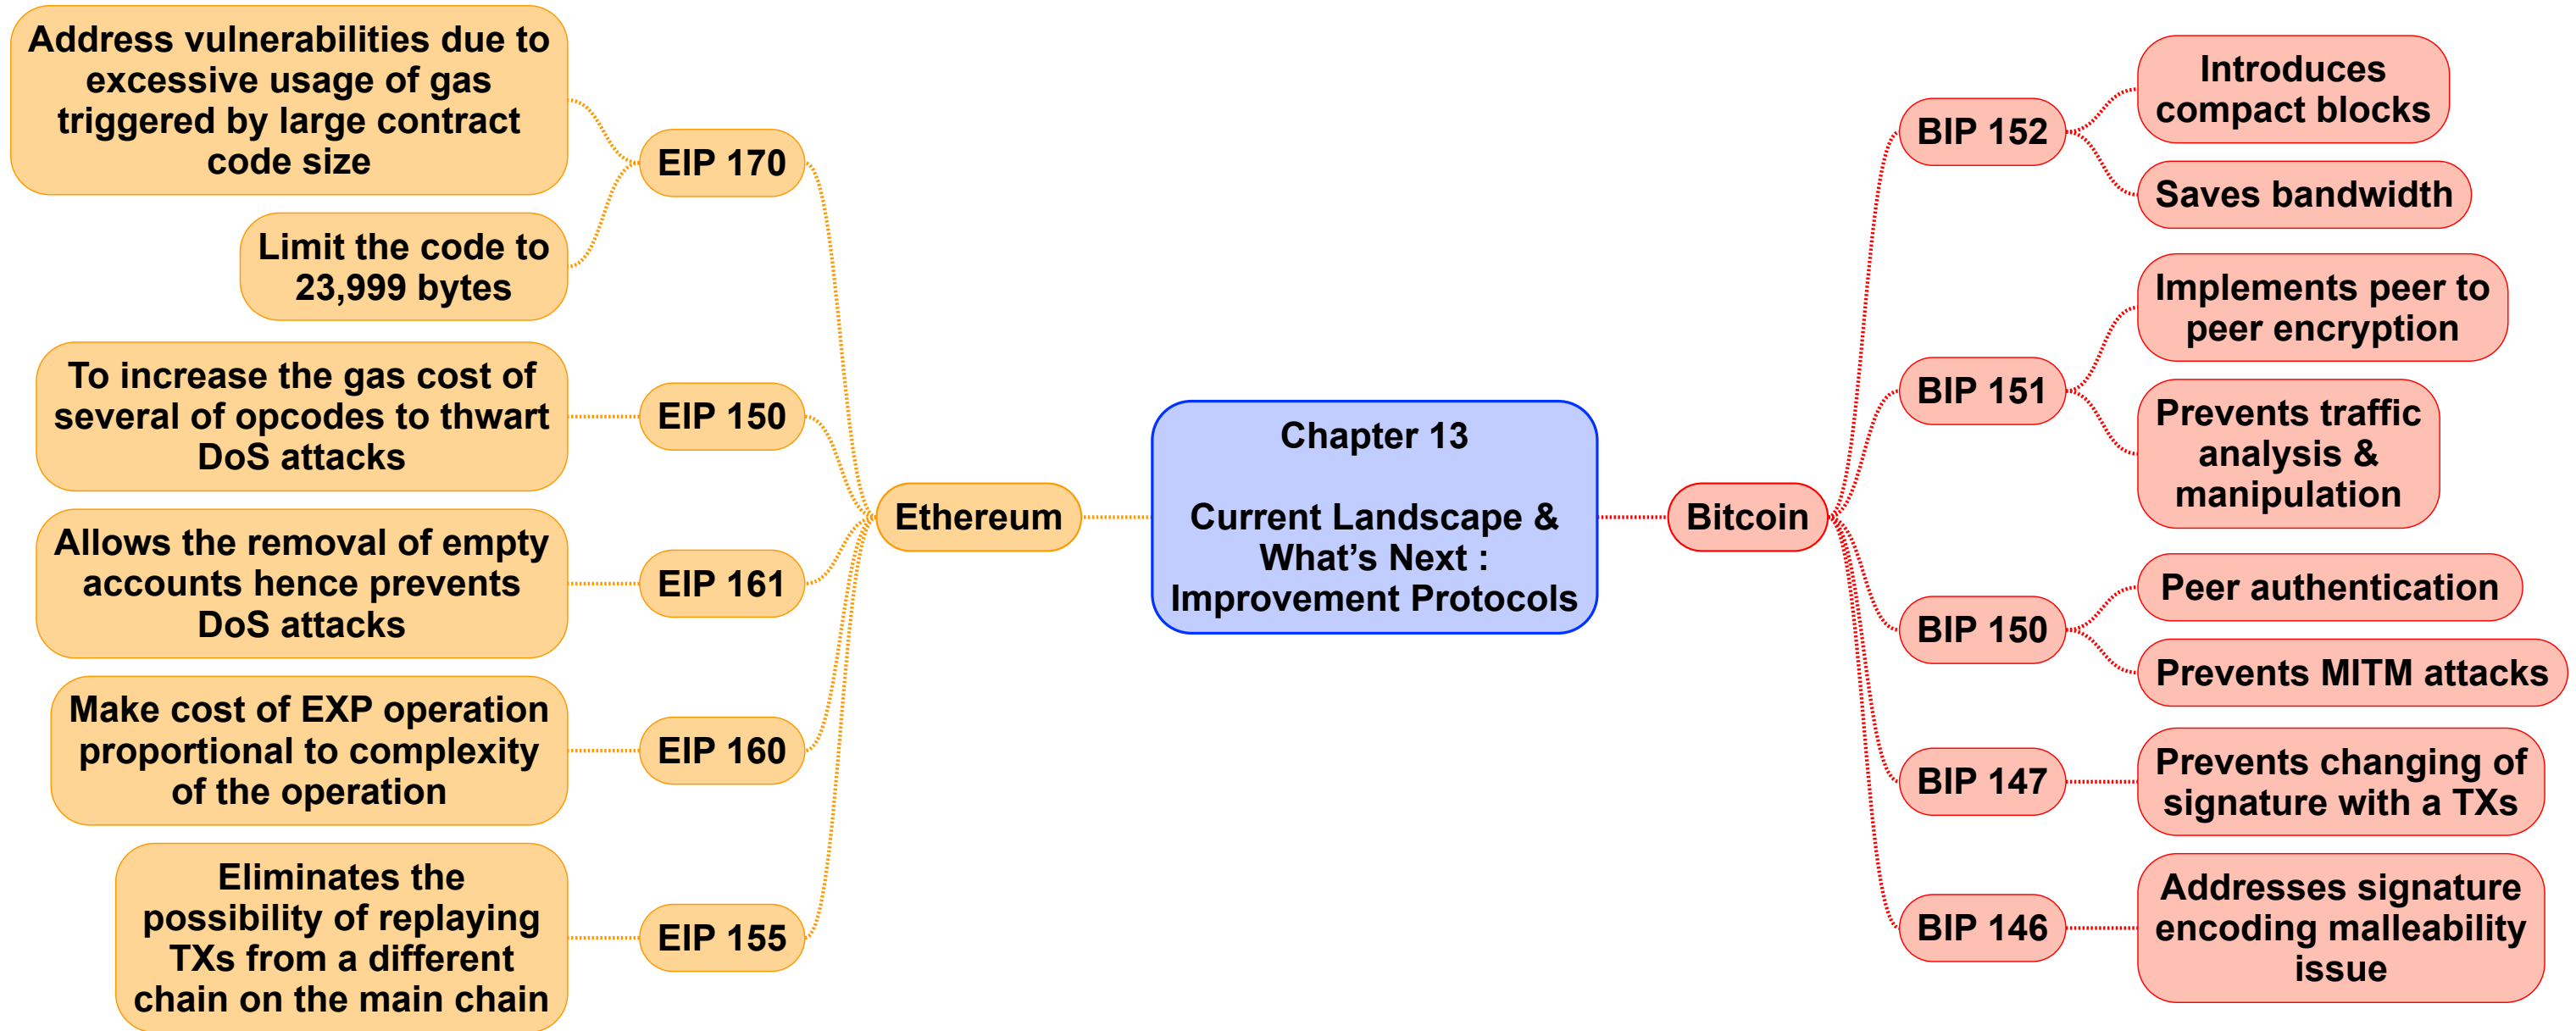 Chapter 13
Current Landscape &
What’s Next :
Improvement Protocols
Ethereum
EIP 170
Address vulnerabilities due to
excessive usage of gas
triggered by large contract
code size
Limit the code to
23,999 bytes
EIP 150
To increase the gas cost of
several of opcodes to thwart
DoS attacks
EIP 161
Allows the removal of empty
accounts hence prevents
DoS attacks
EIP 160
Make cost of EXP operation
proportional to complexity
of the operation
EIP 155
Eliminates the
possibility of replaying
TXs from a different
chain on the main chain
Bitcoin
BIP 152
Introduces
compact blocks
Saves bandwidth
BIP 151
Implements peer to
peer encryption
Prevents traffic
analysis &
manipulation
BIP 150
Peer authentication
Prevents MITM attacks
BIP 147
Prevents changing of
signature with a TXs
BIP 146
Addresses signature
encoding malleability
issue